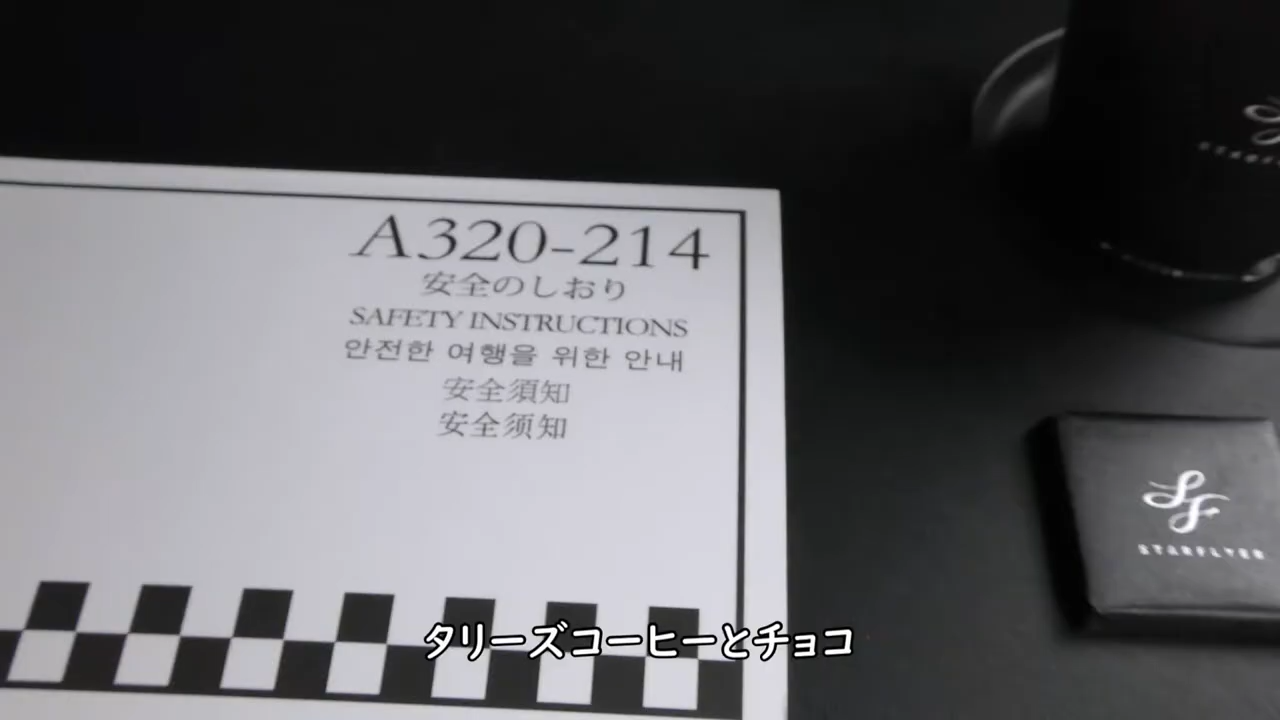 A320-214
安全のしおり
SAFETY INSTRUCTIONS
안전한 여행을 위한 안내
安全須知
安全须知
SF
STARFLYER
タリーズコーヒーとチョコ